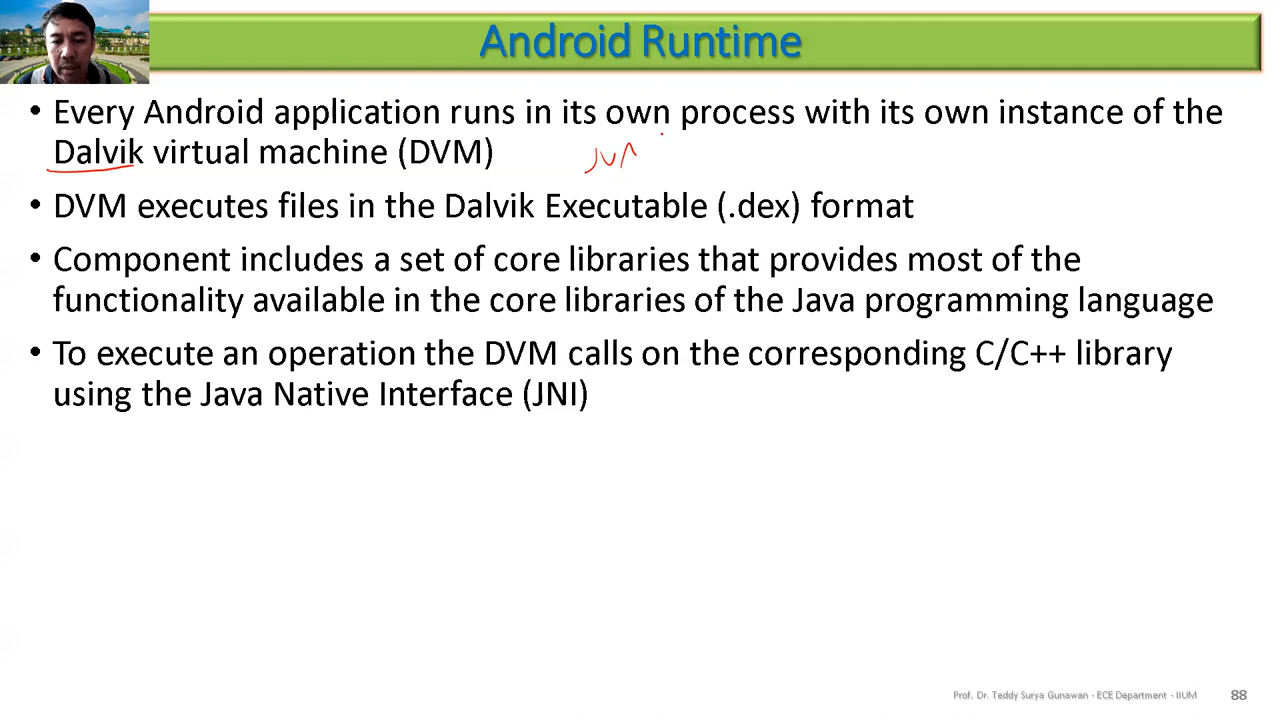 Android Runtime
• Every Android application runs in its own process with its own instance of the
Dalvik virtual machine (DVM)
• DVM executes files in the Dalvik Executable (.dex) format
• Component includes a set of core libraries that provides most of the
functionality available in the core libraries of the Java programming language
• To execute an operation the DVM calls on the corresponding C/C++ library
using the Java Native Interface (JNI)
Prof. Dr. Teddy Surya Gunawan - ECE Department - IIUM 88